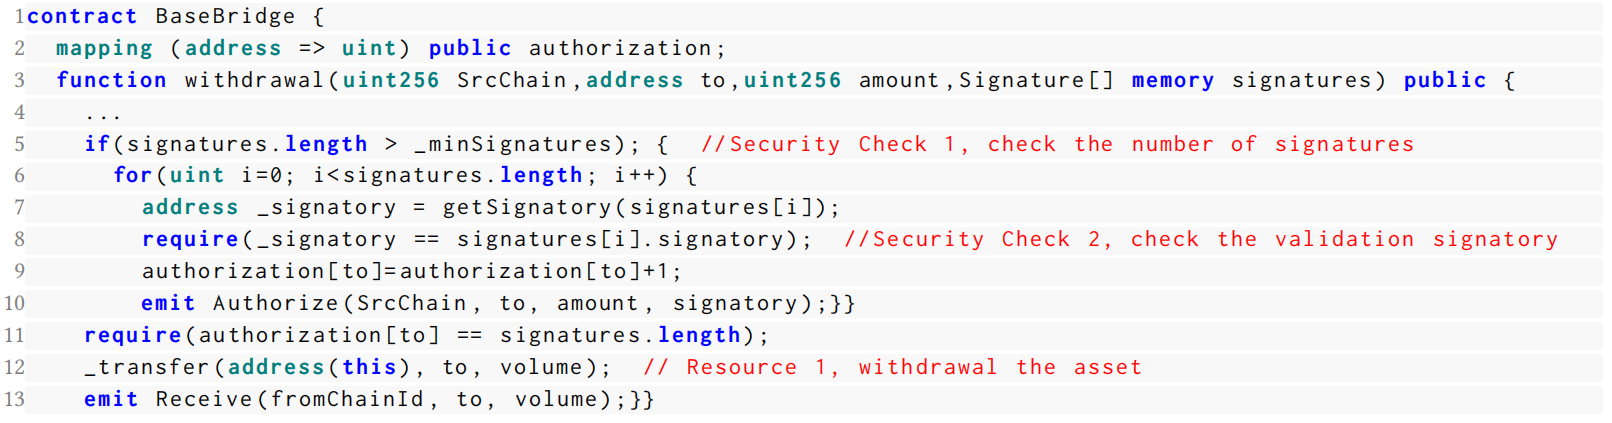 1contract BaseBridge {
2 mapping (address => uint) public authorization;
3 function withdrawal(uint256 SrcChain,address to,uint256 amount,Signature[] memory signatures) public {
4 ...
5 if(signatures.length > _minSignatures); { //Security Check 1, check the number of signatures
6 for(uint i=0; i<signatures.length; i++) {
7 address _signatory = getSignatory(signatures[i]);
8 require(_signatory == signatures[i].signatory); //Security Check 2, check the validation signatory
9 authorization[to]=authorization[to]+1;
10 emit Authorize(SrcChain, to, amount, signatory);}}
11 require(authorization[to] == signatures.length);
12 _transfer(address(this), to, volume); // Resource 1, withdrawal the asset
13 emit Receive(fromChainId, to, volume);}}